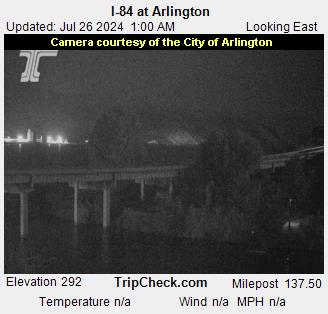 I-84 at Arlington
Updated: Jul 26 2024 1:00 AM Looking East
Camera courtesy of the City of Arlington
Elevation 292 TripCheck.com Milepost 137.50
Temperature n/a Wind n/a MPH n/a